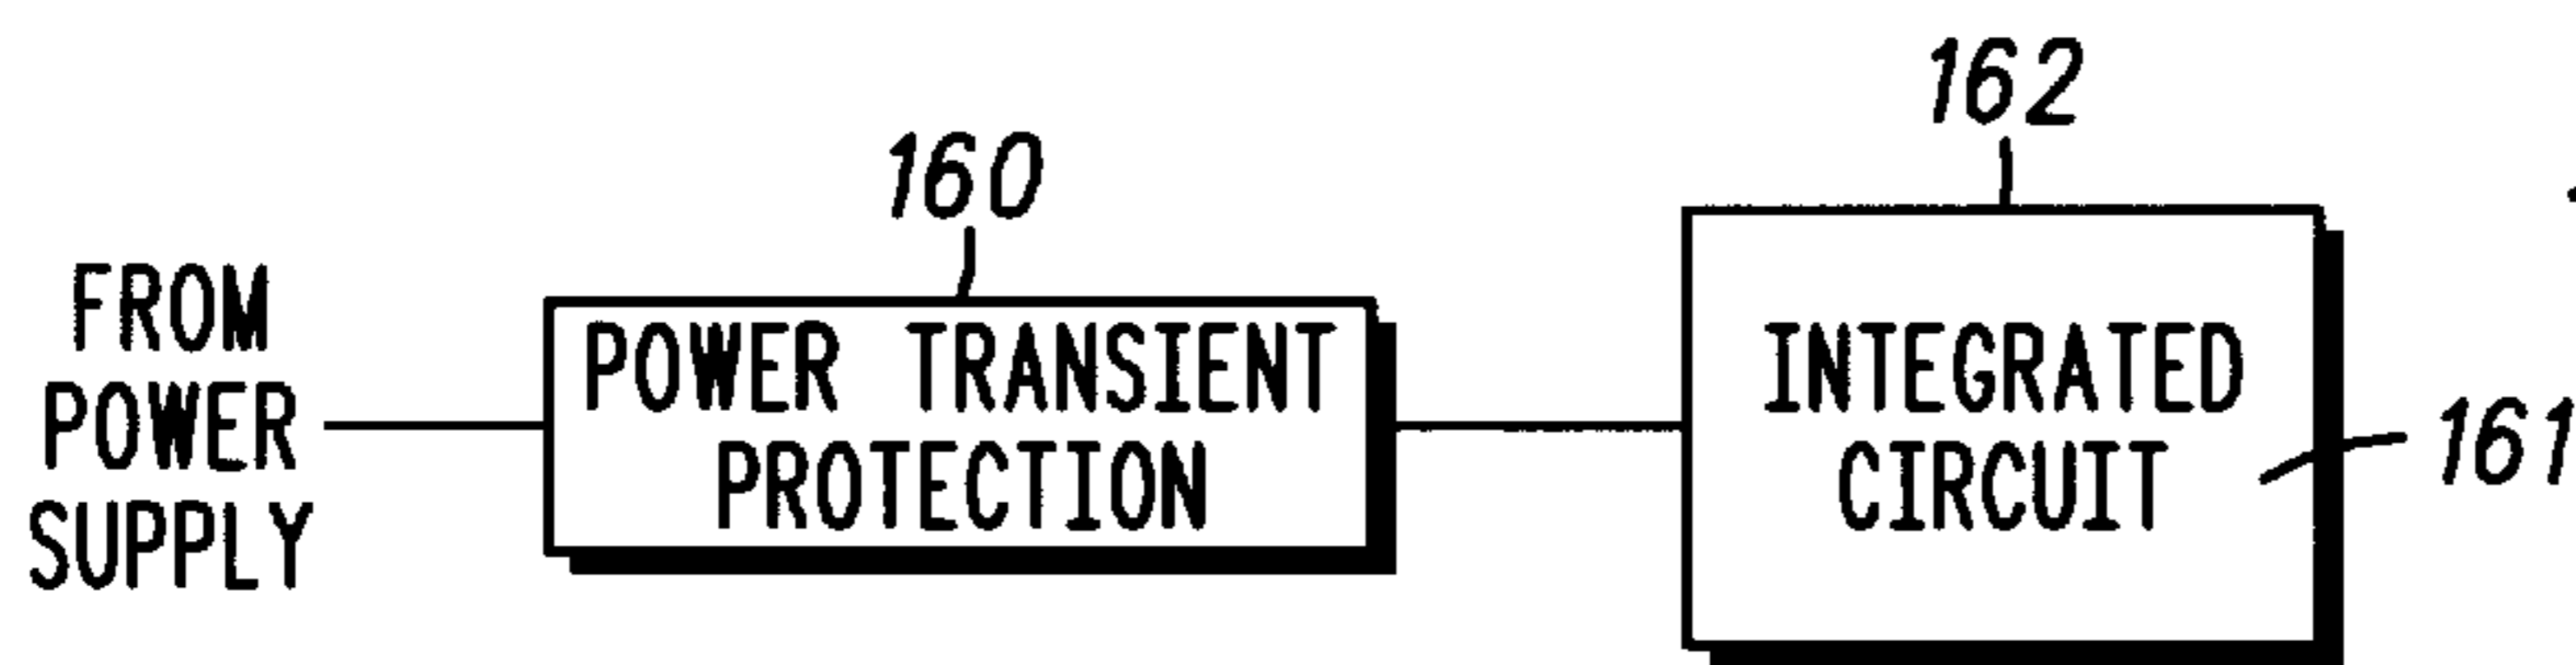 162
160
FROM
POWER
SUPPLY
POWER TRANSIENT
PROTECTION
INTEGRATED
CIRCUIT
161